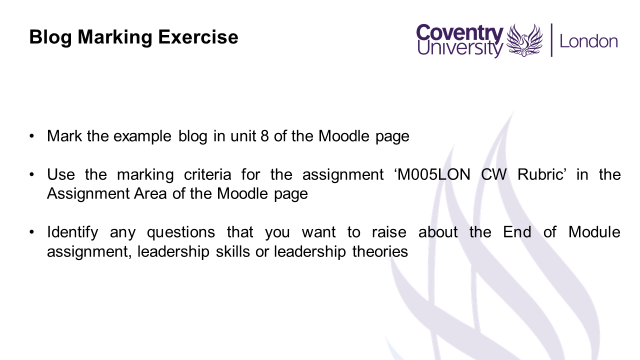 Blog Marking Exercise
Coventry
University
London
• Mark the example blog in unit 8 of the Moodle page
• Use the marking criteria for the assignment ‘M005LON CW Rubric’ in the
Assignment Area of the Moodle page
• Identify any questions that you want to raise about the End of Module
assignment, leadership skills or leadership theories